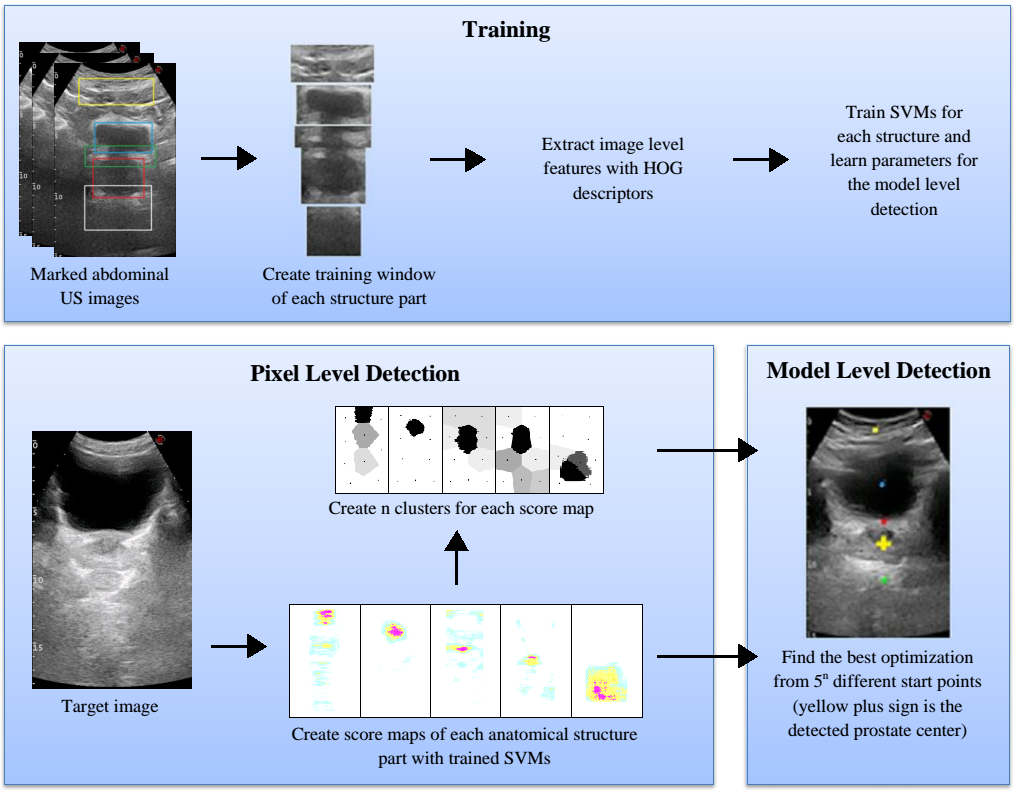 Training
Marked abdominal
US images
Create training window
of each structure part
Extract image level
features with HOG
descriptors
Train SVMs for
each structure and
learn parameters for
the model level
detection
Pixel Level Detection
Target image
Create n clusters for each score map
Create score maps of each anatomical structure
part with trained SVMs
Model Level Detection
Find the best optimization
from 5ⁿ different start points
(yellow plus sign is the
detected prostate center)